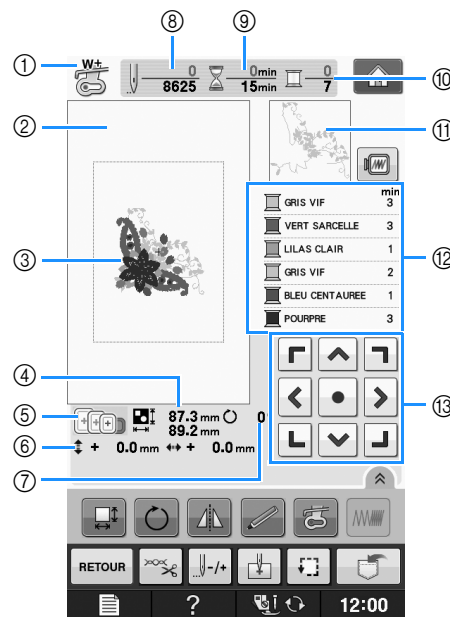 ⑧ ⑨
① W± 0 0min 0 ⑩
8625 15min 7
② ⑪
min
GRIS VIF 3
VERT SARCELLE 3
③ LILAS CLAIR 1 ⑫
GRIS VIF 2
BLEU CENTAUREE 1
POURPRE 3
④ ⑬
⑤ 87.3 mm 0
89.2 mm
⑥ + 0.0 mm + 0.0 mm ⑦
RETOUR -/+
? 12:00